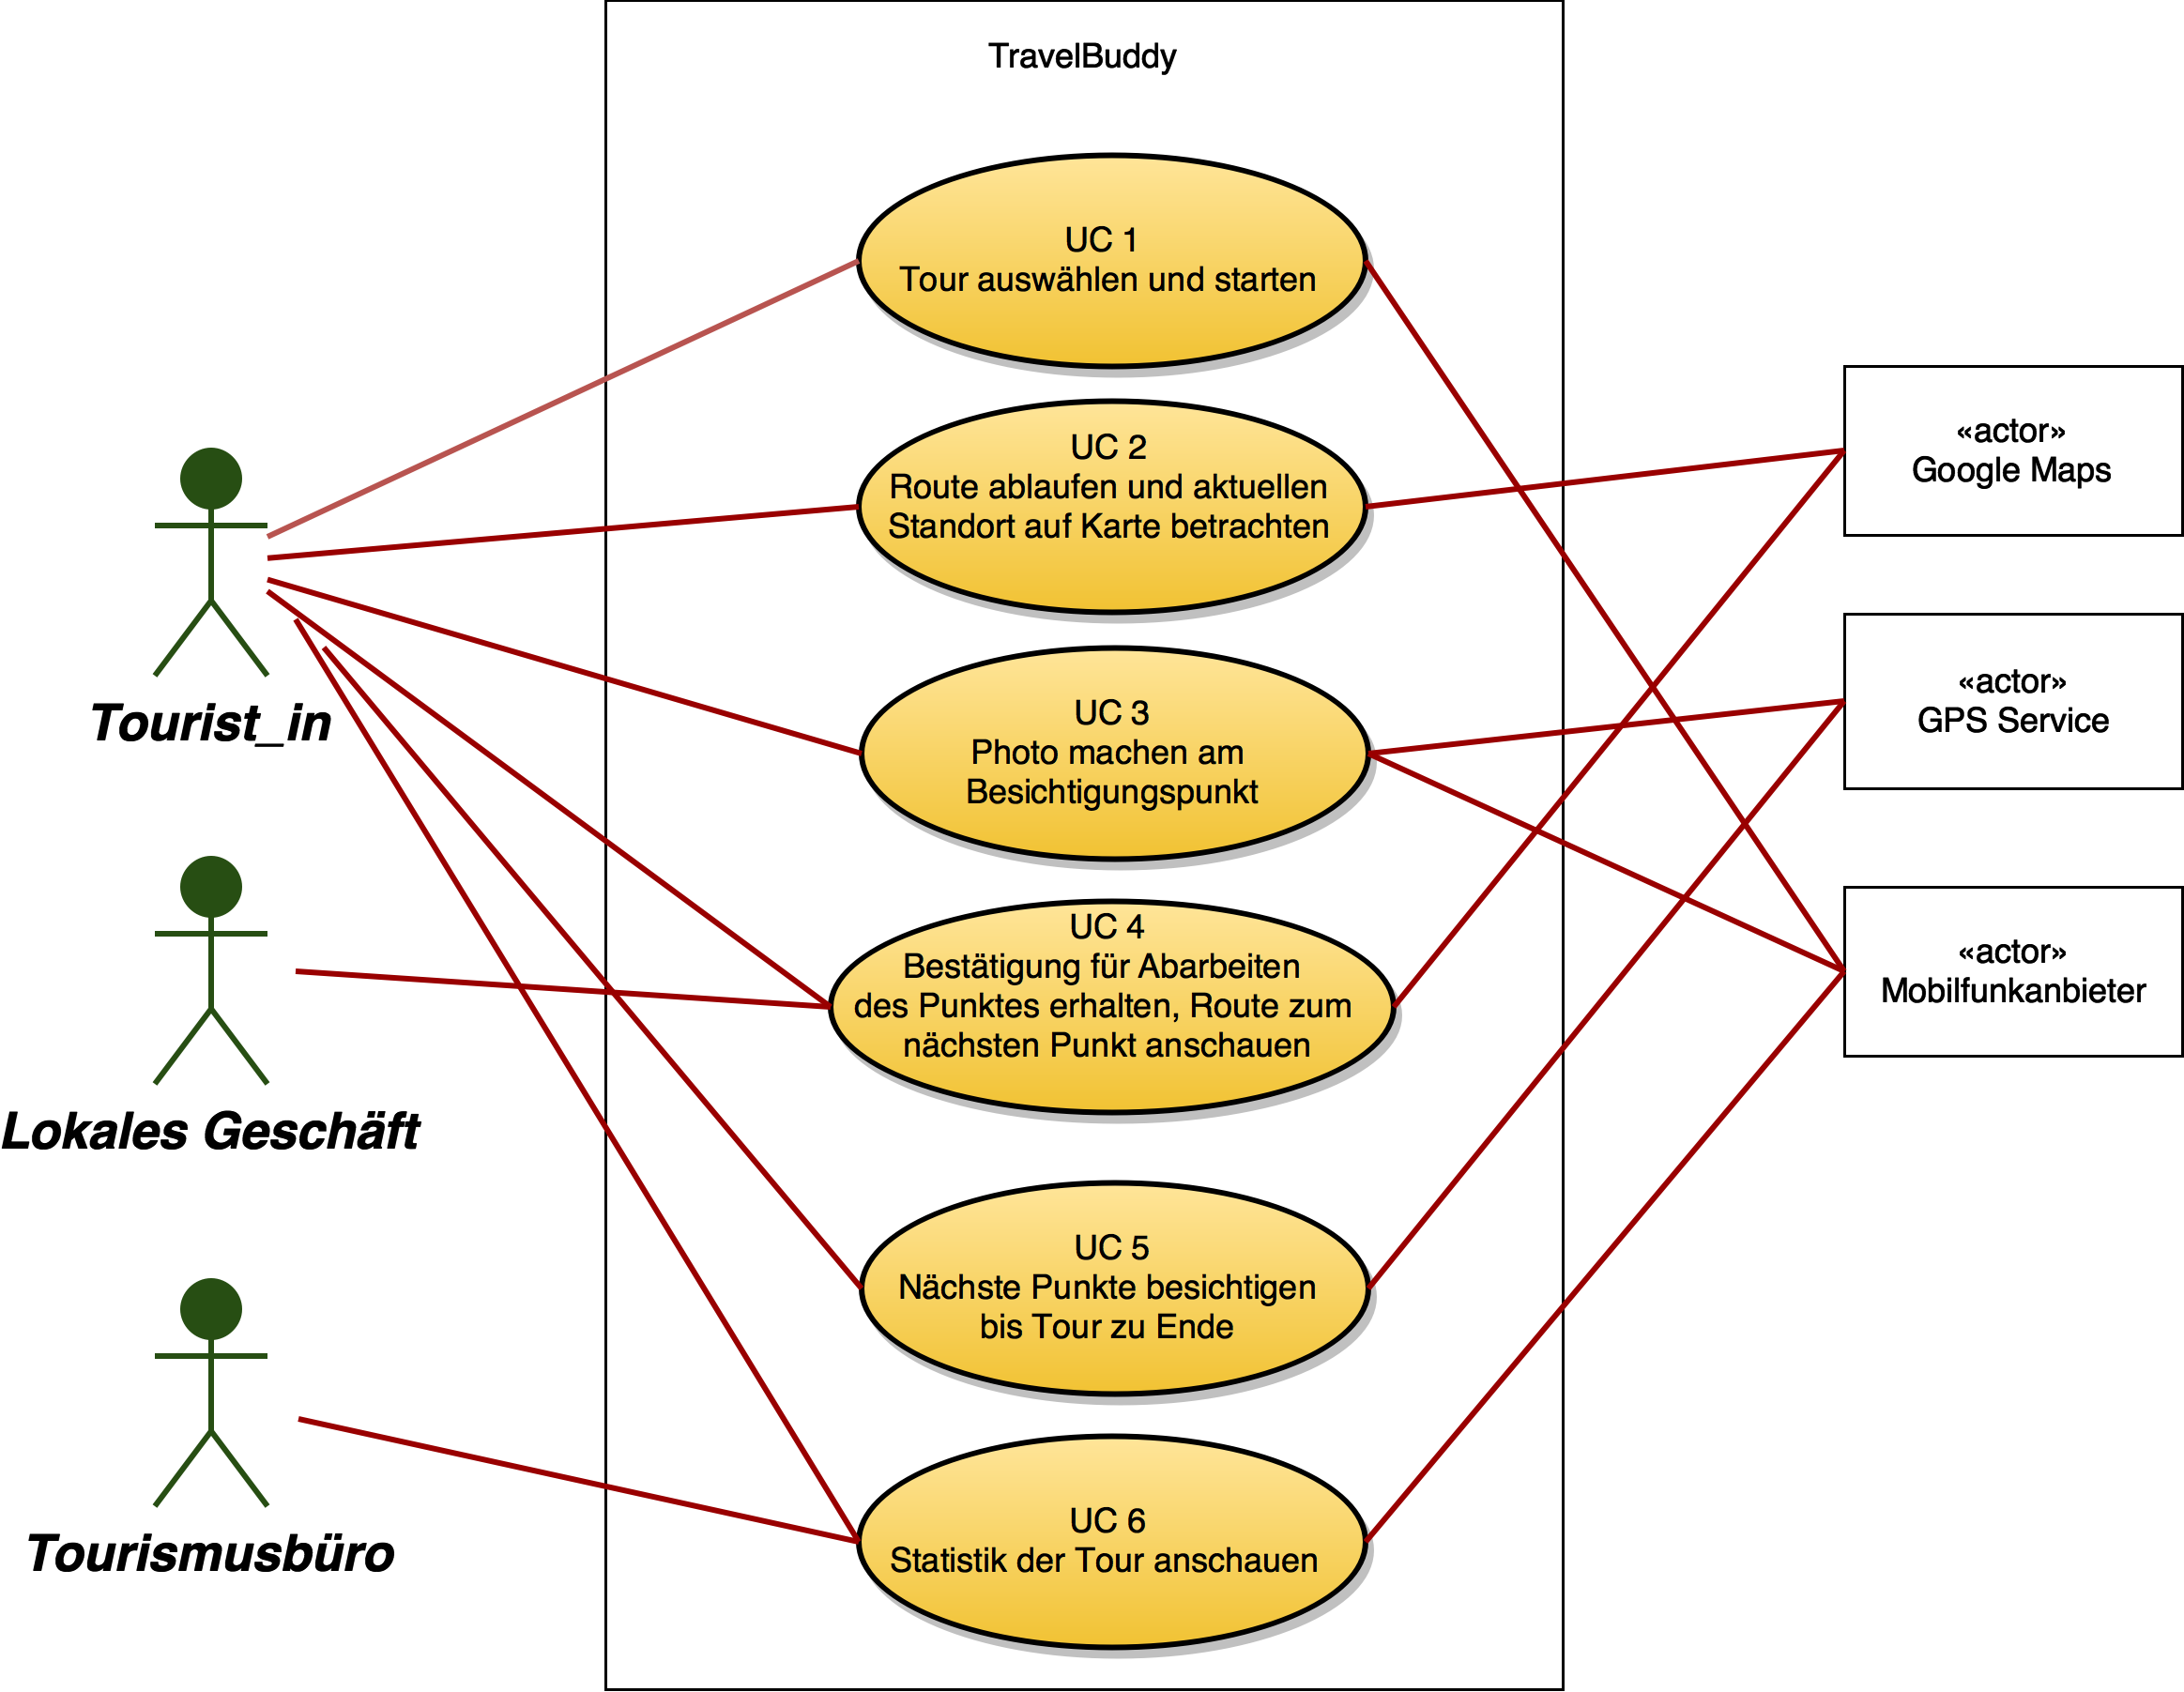 TravelBuddy
UC 1
Tour auswählen und starten
UC 2
Route ablaufen und aktuellen
Standort auf Karte betrachten
UC 3
Photo machen am
Besichtigungspunkt
UC 4
Bestätigung für Abarbeiten
des Punktes erhalten, Route zum
nächsten Punkt anschauen
UC 5
Nächste Punkte besichtigen
bis Tour zu Ende
UC 6
Statistik der Tour anschauen
Tourist_in
Lokales Geschäft
Tourismusbüro
«actor»
Google Maps
«actor»
GPS Service
«actor»
Mobilfunkanbieter